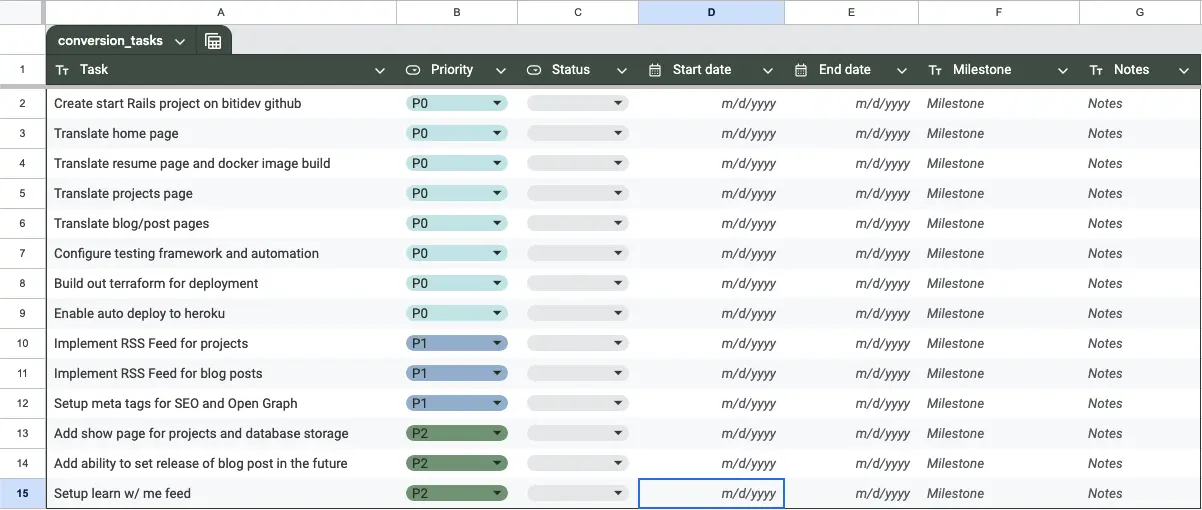 A B C D E F G
conversion_tasks
1 Task Priority Status Start date End date Milestone Notes
2 Create start Rails project on bitidev github P0 m/d/yyyy m/d/yyyy Milestone Notes
3 Translate home page P0 m/d/yyyy m/d/yyyy Milestone Notes
4 Translate resume page and docker image build P0 m/d/yyyy m/d/yyyy Milestone Notes
5 Translate projects page P0 m/d/yyyy m/d/yyyy Milestone Notes
6 Translate blog/post pages P0 m/d/yyyy m/d/yyyy Milestone Notes
7 Configure testing framework and automation P0 m/d/yyyy m/d/yyyy Milestone Notes
8 Build out terraform for deployment P0 m/d/yyyy m/d/yyyy Milestone Notes
9 Enable auto deploy to heroku P0 m/d/yyyy m/d/yyyy Milestone Notes
10 Implement RSS Feed for projects P1 m/d/yyyy m/d/yyyy Milestone Notes
11 Implement RSS Feed for blog posts P1 m/d/yyyy m/d/yyyy Milestone Notes
12 Setup meta tags for SEO and Open Graph P1 m/d/yyyy m/d/yyyy Milestone Notes
13 Add show page for projects and database storage P2 m/d/yyyy m/d/yyyy Milestone Notes
14 Add ability to set release of blog post in the future P2 m/d/yyyy m/d/yyyy Milestone Notes
15 Setup learn w/ me feed P2 m/d/yyyy m/d/yyyy Milestone Notes